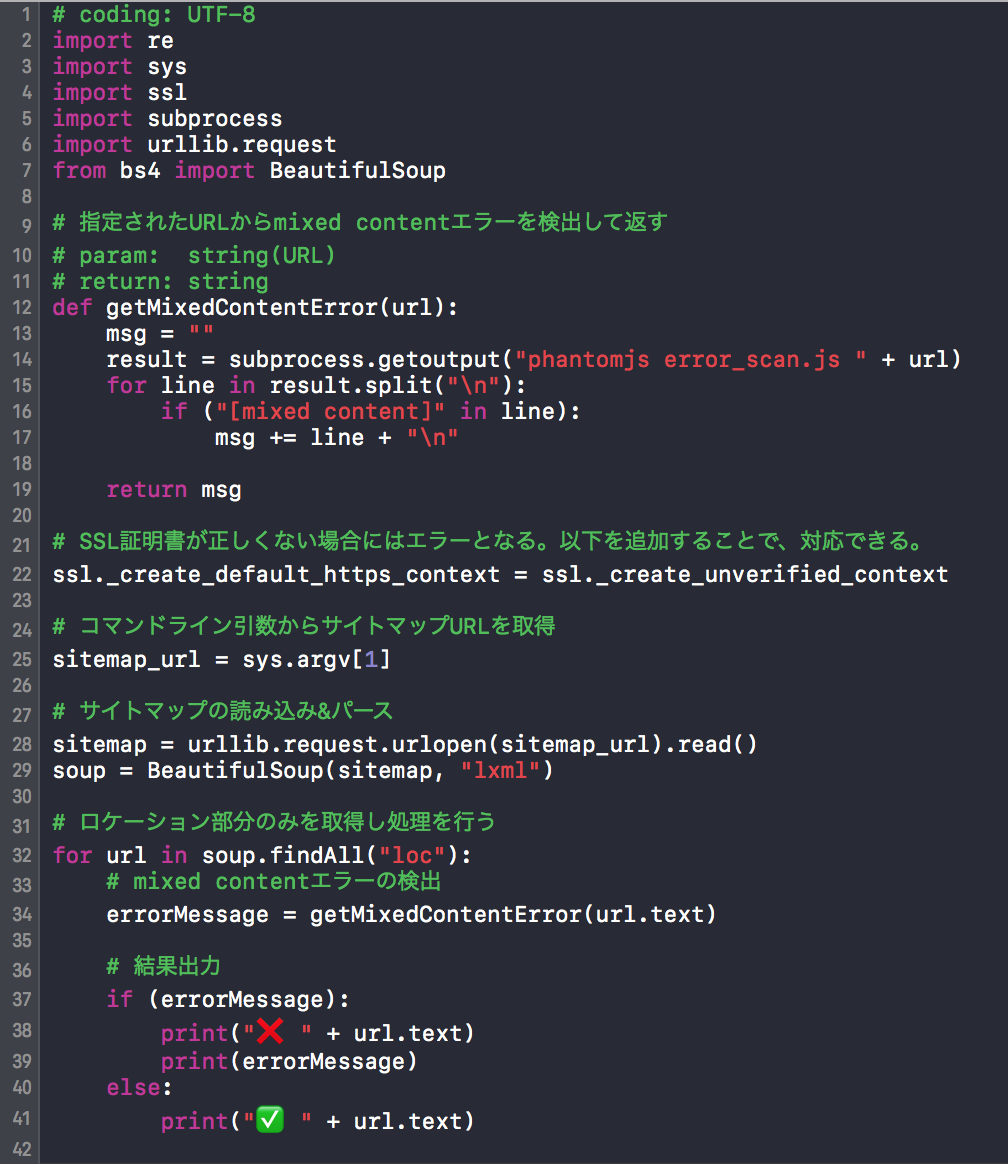 1 # coding: UTF-8
2 import re
3 import sys
4 import ssl
5 import subprocess
6 import urllib.request
7 from bs4 import BeautifulSoup
8
9 # 指定されたURLからmixed contentエラーを検出して返す
10 # param:  string(URL)
11 # return: string
12 def getMixedContentError(url):
13     msg = ""
14     result = subprocess.getoutput("phantomjs error_scan.js " + url)
15     for line in result.split("\n"):
16         if ("[mixed content]" in line):
17             msg += line + "\n"
18
19     return msg
20
21 # SSL証明書が正しくない場合にはエラーとなる。以下を追加することで、対応できる。
22 ssl._create_default_https_context = ssl._create_unverified_context
23
24 # コマンドライン引数からサイトマップURLを取得
25 sitemap_url = sys.argv[1]
26
27 # サイトマップの読み込み&パース
28 sitemap = urllib.request.urlopen(sitemap_url).read()
29 soup = BeautifulSoup(sitemap, "lxml")
30
31 # ロケーション部分のみを取得し処理を行う
32 for url in soup.findAll("loc"):
33     # mixed contentエラーの検出
34     errorMessage = getMixedContentError(url.text)
35
36     # 結果出力
37     if (errorMessage):
38         print("❌ " + url.text)
39         print(errorMessage)
40     else:
41         print("✅ " + url.text)
42